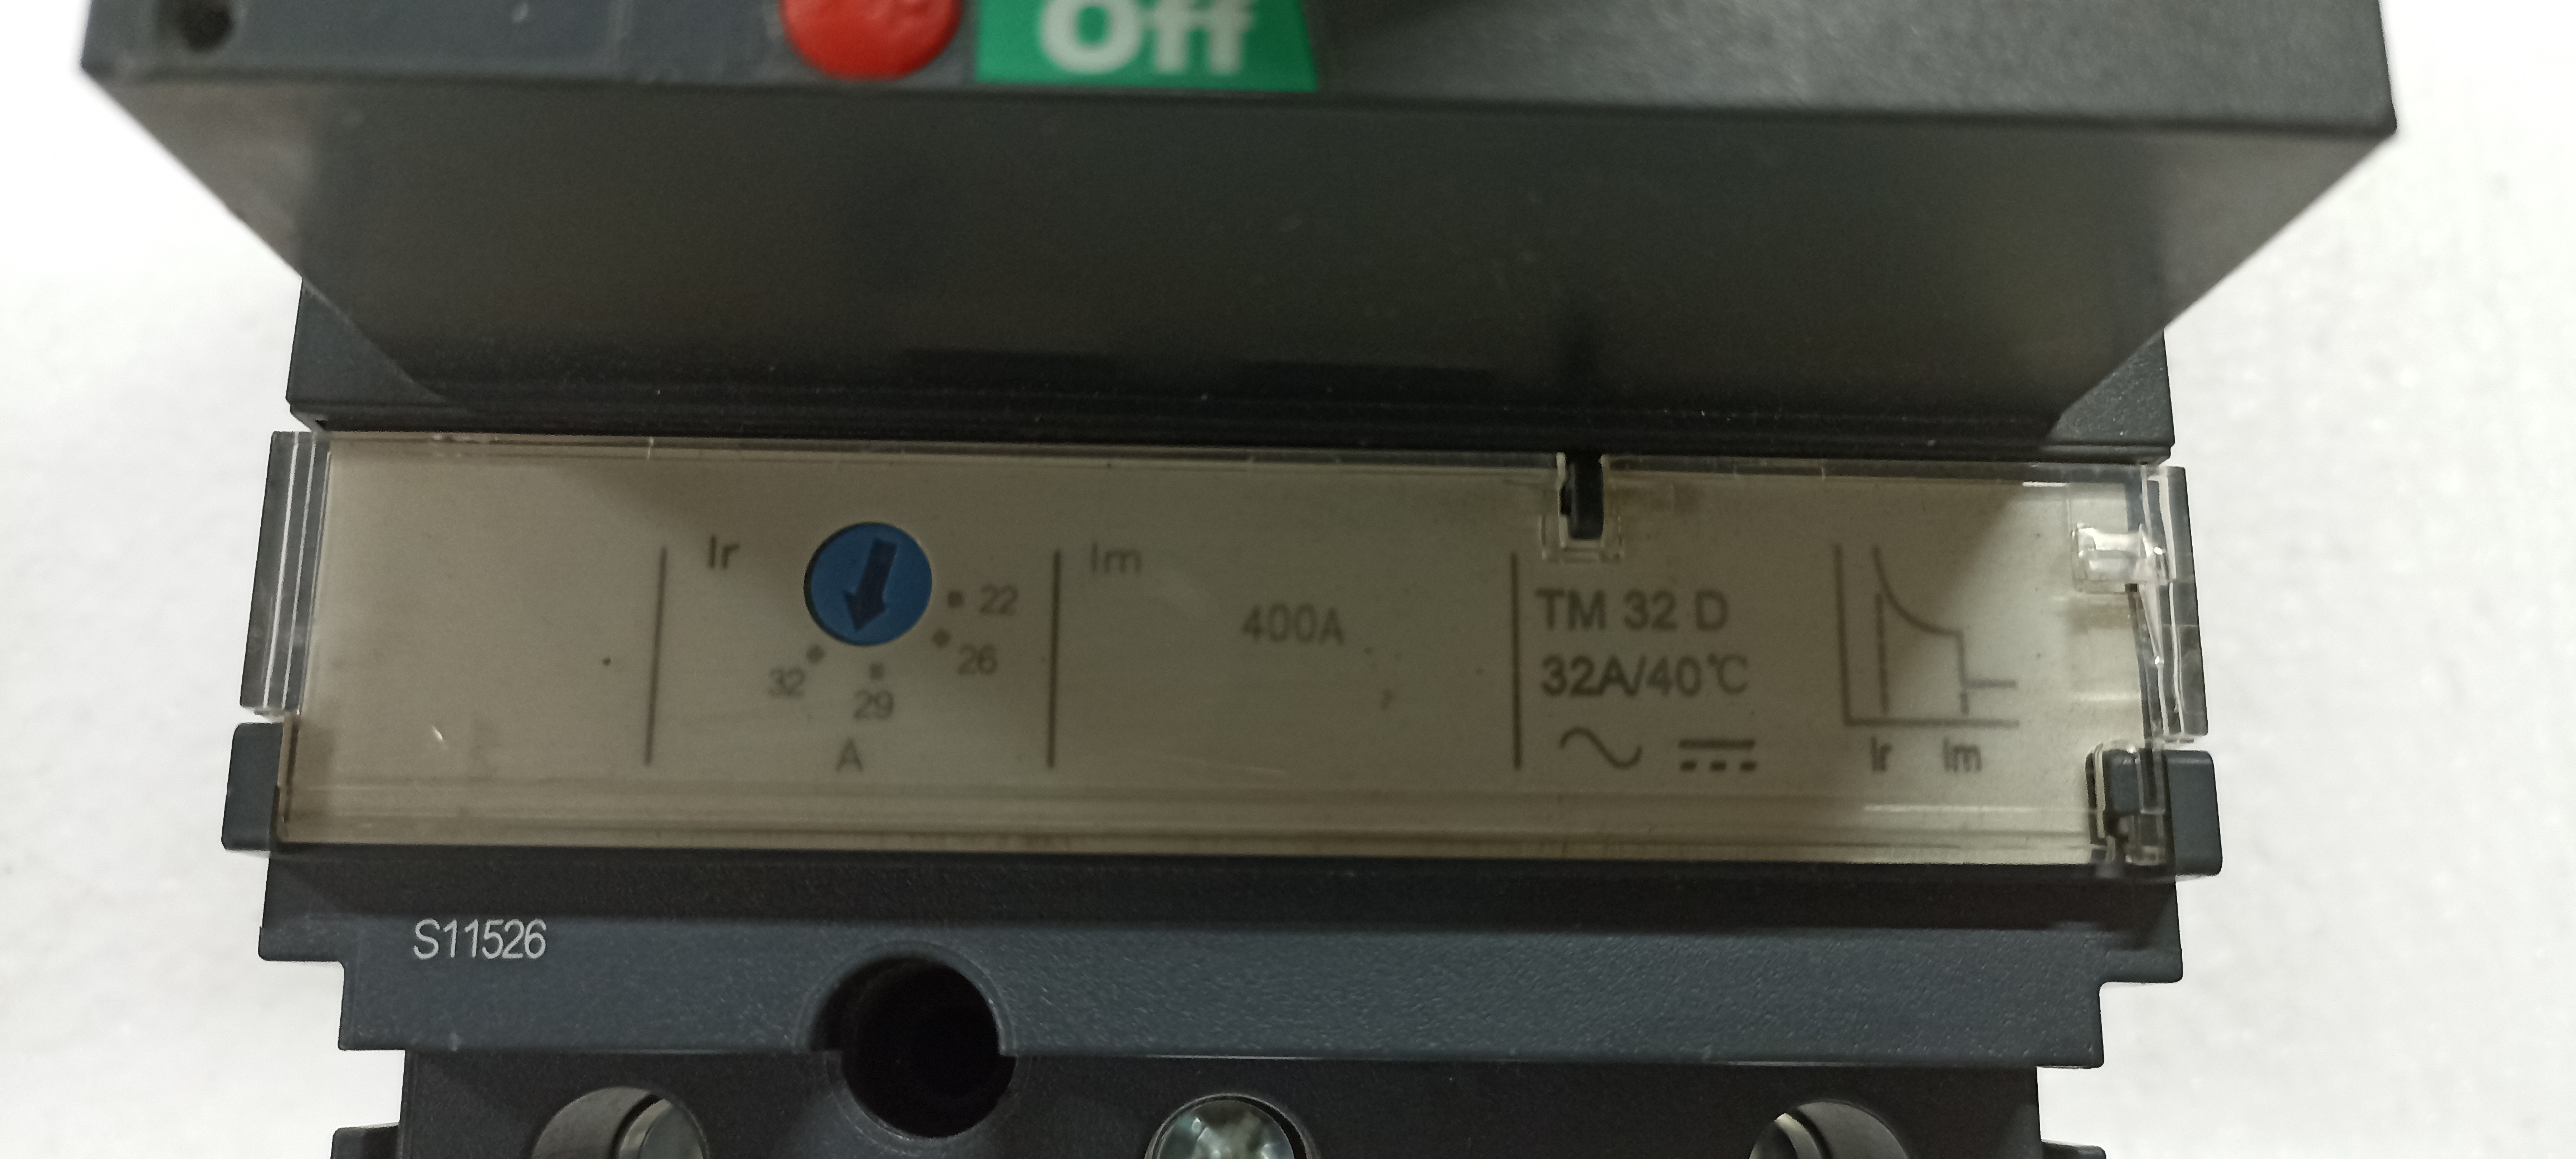 Off
Ir
22
26
29
32
A
Im
400A
TM 32 D
32A/40℃
Ir Im
S11526